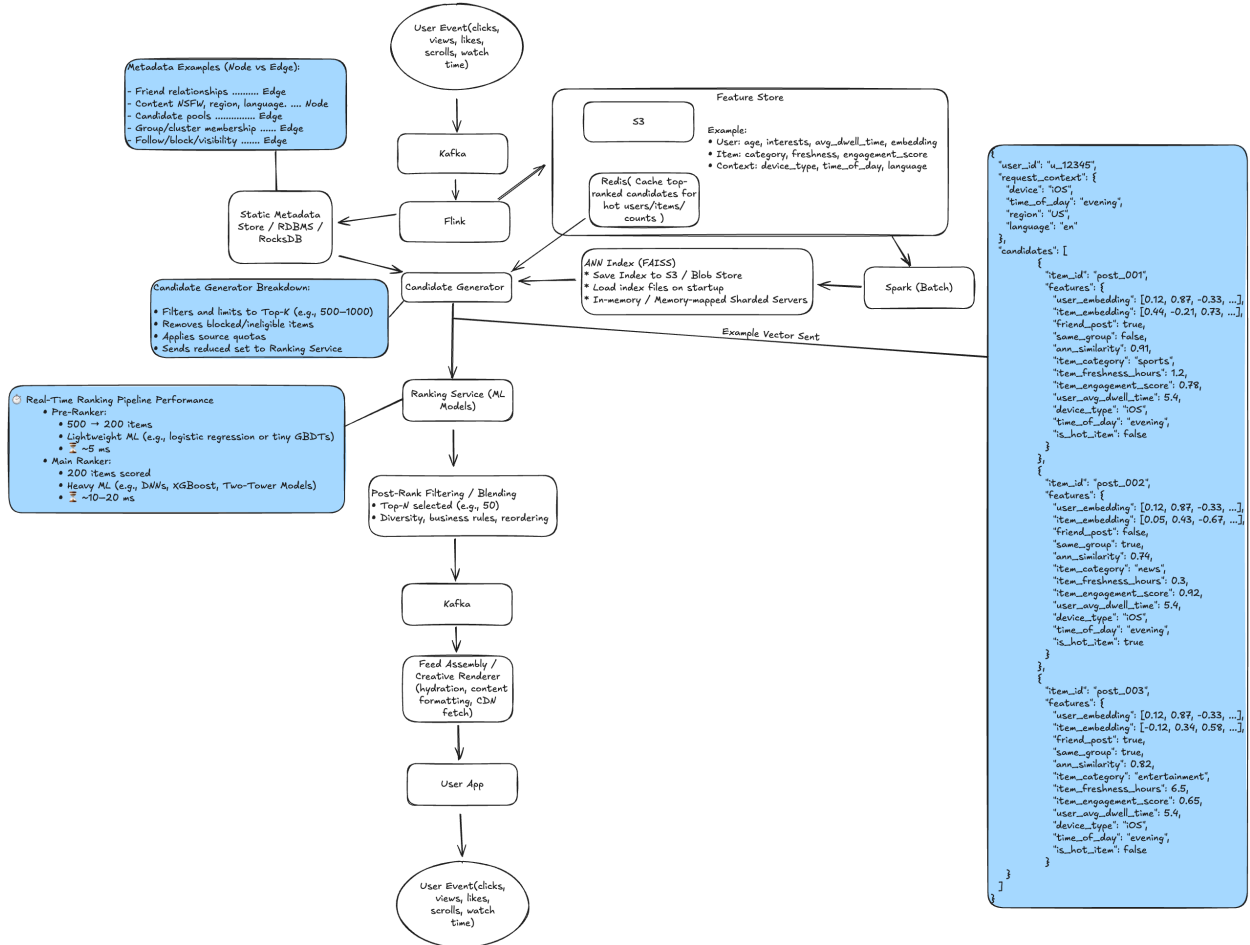 User Event(clicks,
views, likes,
scrolls, watch
time)
Metadata Examples (Node vs Edge):
- Friend relationships .......... Edge
- Content NSFW, region, language. .... Node
- Candidate pools ............... Edge
- Group/cluster membership ...... Edge
- Follow/block/visibility ....... Edge
Kafka
Static Metadata
Store / RDBMS /
RocksDB
Flink
Feature Store
S3
Example:
• User: age, interests, avg_dwell_time, embedding
• Item: category, freshness, engagement_score
• Context: device_type, time_of_day, language
Redis( Cache top-
ranked candidates for
hot users/items/
counts )
Candidate Generator
ANN Index (FAISS)
* Save Index to S3 / Blob Store
* Load index files on startup
* In-memory / Memory-mapped Sharded Servers
Spark (Batch)
Candidate Generator Breakdown:
• Filters and limits to Top-K (e.g., 500–1000)
• Removes blocked/ineligible items
• Applies source quotas
• Sends reduced set to Ranking Service
Example Vector Sent
Ranking Service (ML
Models)
⏱ Real-Time Ranking Pipeline Performance
• Pre-Ranker:
• 500 → 200 items
• Lightweight ML (e.g., logistic regression or tiny GBDTs)
• ⏳ ~5 ms
• Main Ranker:
• 200 items scored
• Heavy ML (e.g., DNNs, XGBoost, Two-Tower Models)
• ⏳ ~10–20 ms
Post-Rank Filtering / Blending
• Top-N selected (e.g., 50)
• Diversity, business rules, reordering
Kafka
Feed Assembly /
Creative Renderer
(hydration, content
formatting, CDN
fetch)
User App
User Event(clicks,
views, likes,
scrolls, watch
time)
{
"user_id": "u_12345",
"request_context": {
"device": "iOS",
"time_of_day": "evening",
"region": "US",
"language": "en"
},
"candidates": [
{
"item_id": "post_001",
"features": {
"user_embedding": [0.12, 0.87, -0.33, ...],
"item_embedding": [0.44, -0.21, 0.73, ...],
"friend_post": true,
"same_group": false,
"ann_similarity": 0.91,
"item_category": "sports",
"item_freshness_hours": 1.2,
"item_engagement_score": 0.78,
"user_avg_dwell_time": 5.4,
"device_type": "iOS",
"time_of_day": "evening",
"is_hot_item": false
}
},
{
"item_id": "post_002",
"features": {
"user_embedding": [0.12, 0.87, -0.33, ...],
"item_embedding": [0.05, 0.43, -0.67, ...],
"friend_post": false,
"same_group": true,
"ann_similarity": 0.74,
"item_category": "news",
"item_freshness_hours": 0.3,
"item_engagement_score": 0.92,
"user_avg_dwell_time": 5.4,
"device_type": "iOS",
"time_of_day": "evening",
"is_hot_item": true
}
},
{
"item_id": "post_003",
"features": {
"user_embedding": [0.12, 0.87, -0.33, ...],
"item_embedding": [-0.12, 0.34, 0.58, ...],
"friend_post": true,
"same_group": true,
"ann_similarity": 0.82,
"item_category": "entertainment",
"item_freshness_hours": 6.5,
"item_engagement_score": 0.65,
"user_avg_dwell_time": 5.4,
"device_type": "iOS",
"time_of_day": "evening",
"is_hot_item": false
}
}
]
}